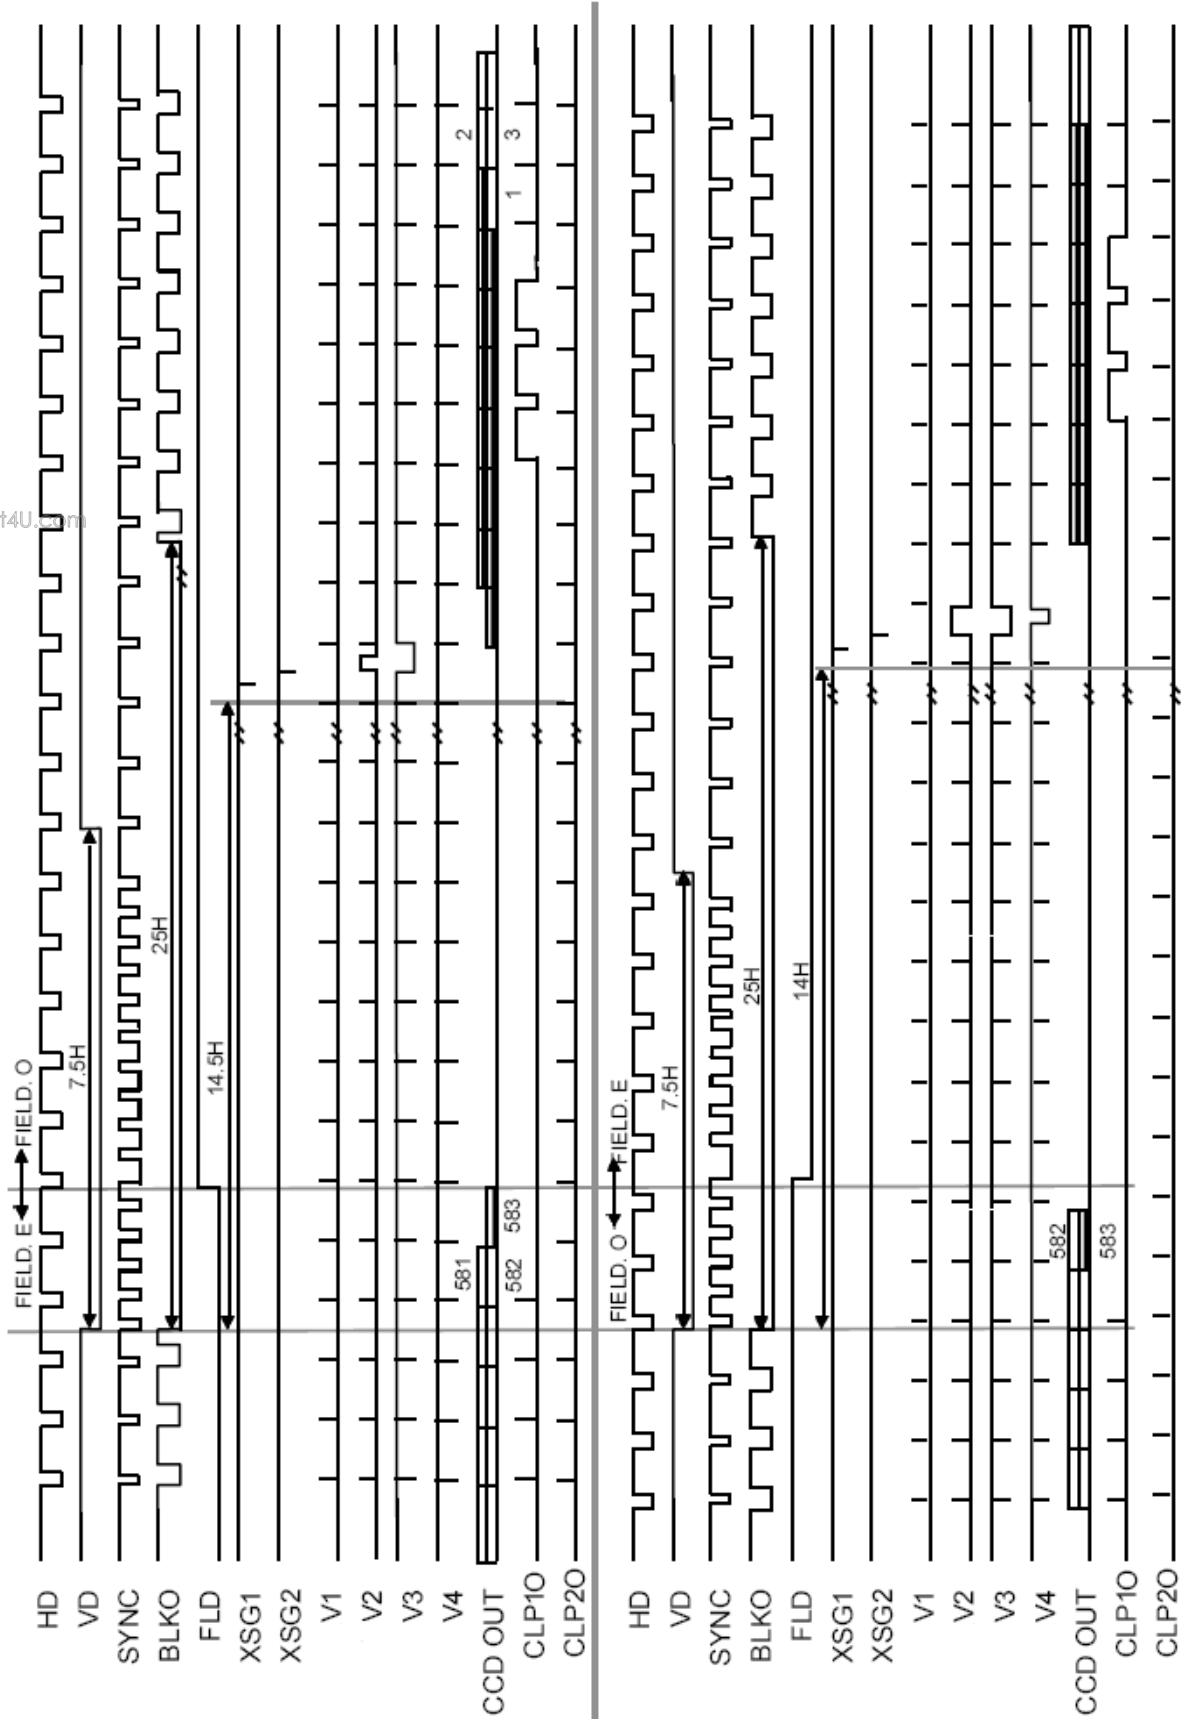 FIELD. E FIELD. O
HD
VD
7.5H
SYNC
BLKO
25H
FLD
14.5H
XSG1
XSG2
V1
V2
V3
V4
581
2
CCD OUT
582
583
1
3
CLP1O
CLP2O
t4U.com
FIELD. O FIELD. E
HD
VD
7.5H
SYNC
BLKO
25H
FLD
14H
XSG1
XSG2
V1
V2
V3
V4
582
CCD OUT
583
CLP1O
CLP2O